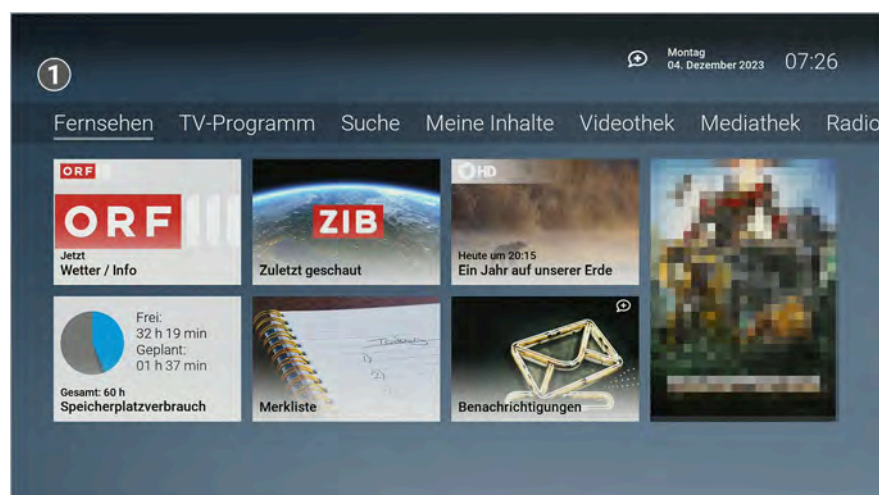 1
Montag
04. Dezember 2023
07:26
Fernsehen TV-Programm Suche Meine Inhalte Videothek Mediathek Radio
ORF
ORF
Jetzt
Wetter / Info
ZIB
Zuletzt geschaut
HD
Heute um 20:15
Ein Jahr auf unserer Erde
Frei:
32 h 19 min
Geplant:
01 h 37 min
Gesamt: 60 h
Speicherplatzverbrauch
1)
2)
Merkliste
Benachrichtigungen